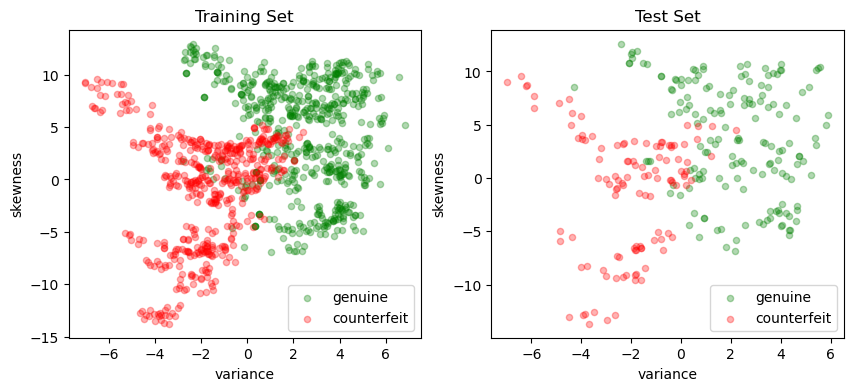 Training Set
skewness
10
5
0
−5
−10
−15
−6
−4
−2
0
2
4
6
variance
genuine
counterfeit
Test Set
skewness
10
5
0
−5
−10
−6
−4
−2
0
2
4
6
variance
genuine
counterfeit